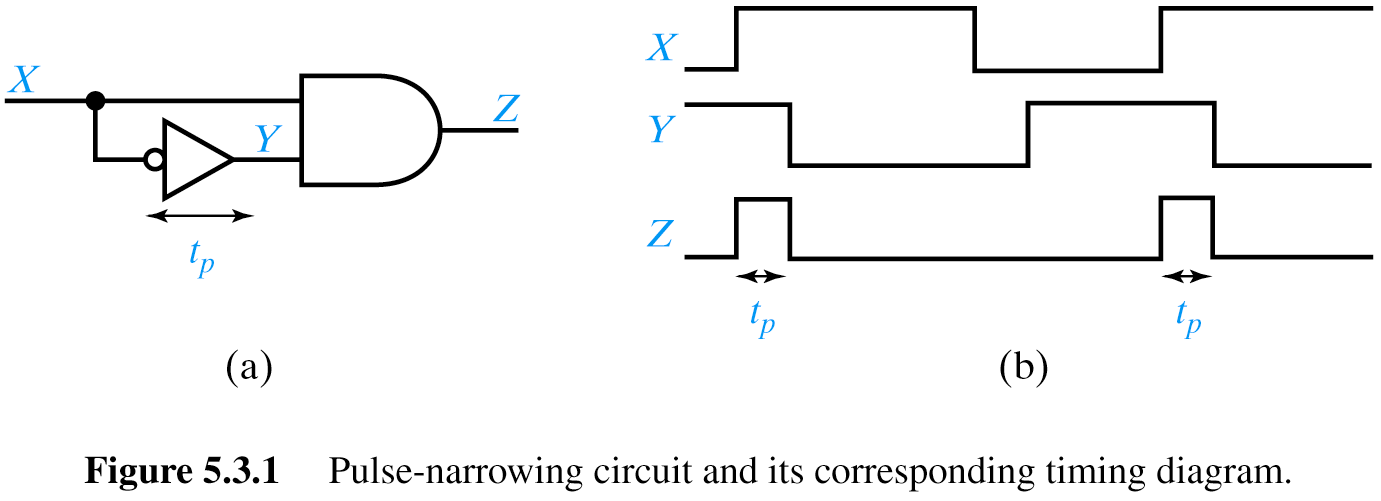 X
Y
Z
t_p
(a)
X
Y
Z
t_p
t_p
(b)
Figure 5.3.1 Pulse-narrowing circuit and its corresponding timing diagram.